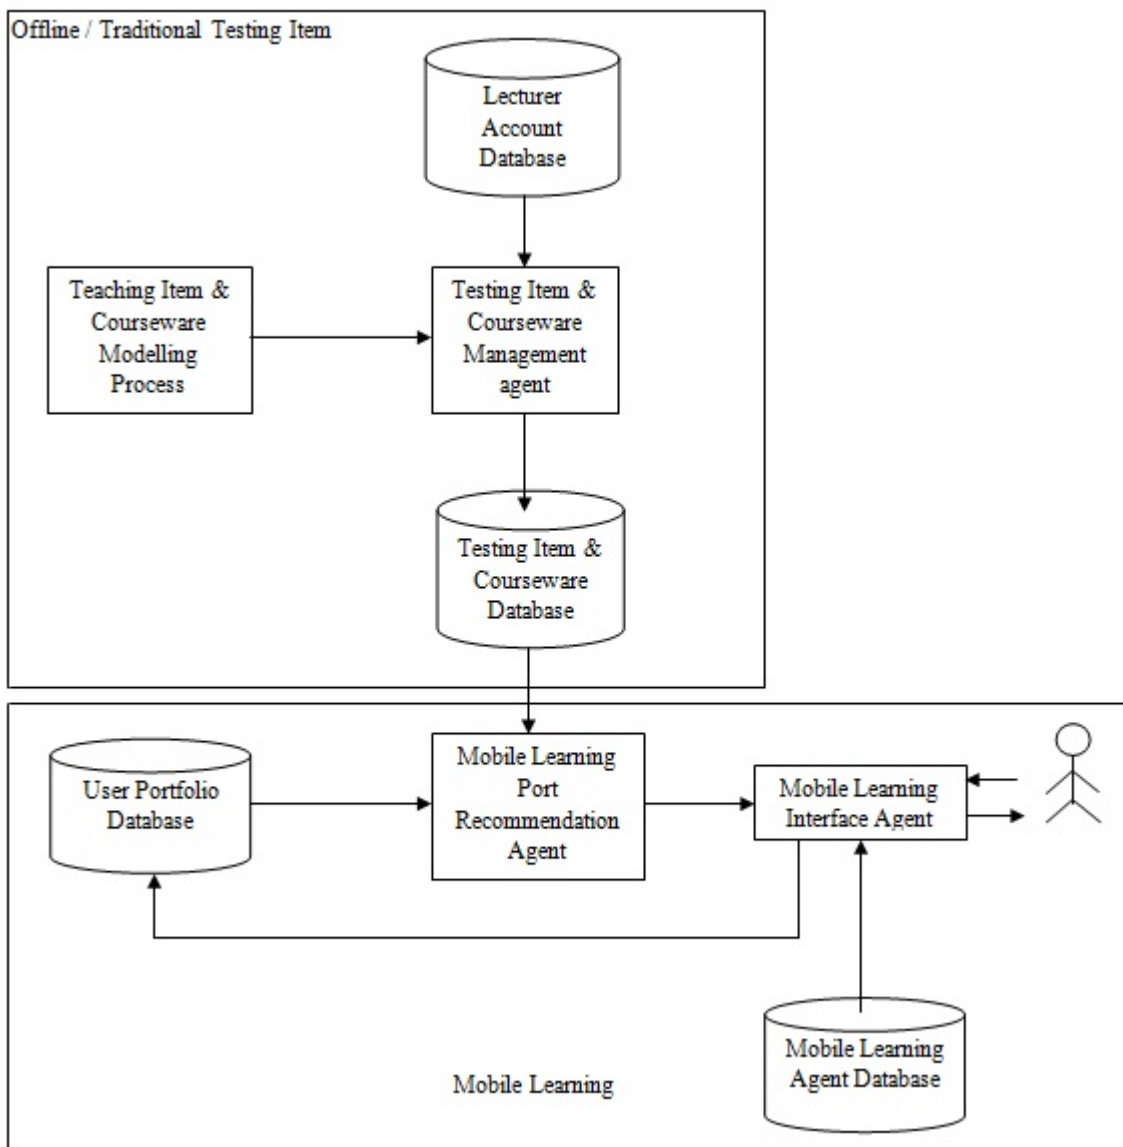 Offline / Traditional Testing Item
Lecturer
Account
Database
Teaching Item &
Courseware
Modelling
Process
Testing Item &
Courseware
Management
agent
Testing Item &
Courseware
Database
User Portfolio
Database
Mobile Learning
Port
Recommendation
Agent
Mobile Learning
Interface Agent
Mobile Learning
Agent Database
Mobile Learning